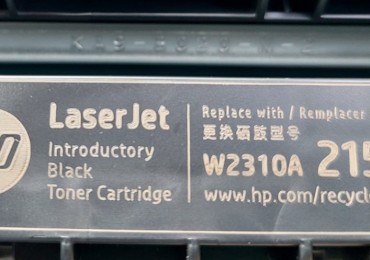 LaserJet
Introductory
Black
Toner Cartridge
Replace with / Remplacer
更换硒鼓型号
W2310A 215
www.hp.com/recycl